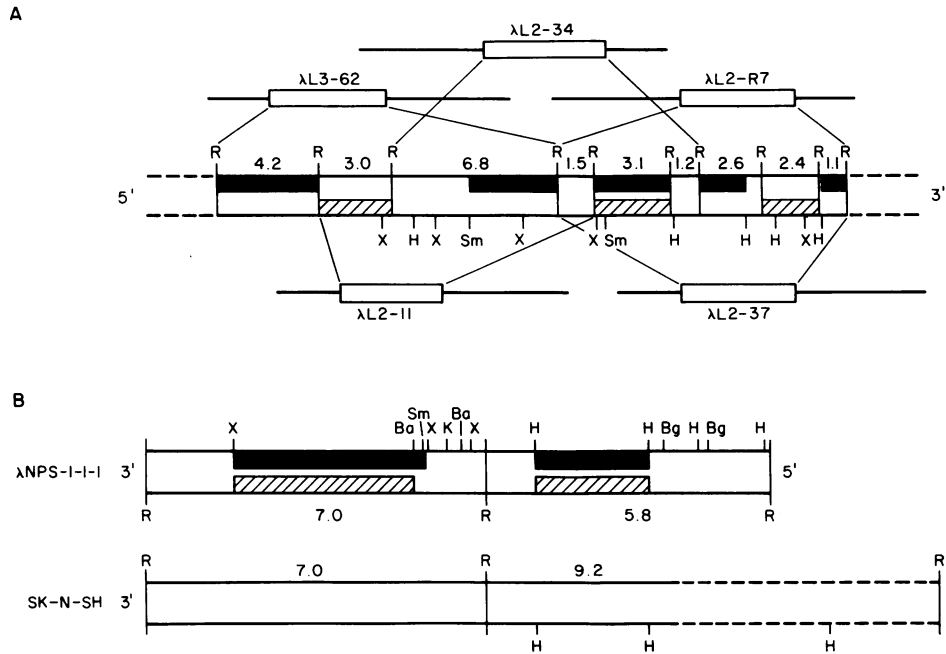 A
λL2-34
λL3-62
λL2-R7
R R R R R R R R R
4.2 3.0 6.8 1.5 3.1 1.2 2.6 2.4 1.1
5' 3'
X H X Sm X X Sm H H H X H
λL2-11 λL2-37
B
Sm Ba
X Ba X K X H H Bg H Bg H
λNPS-1-1-1 3' 5'
R 7.0 R 5.8 R
R R R
7.0 9.2
SK-N-SH 3'
H H H